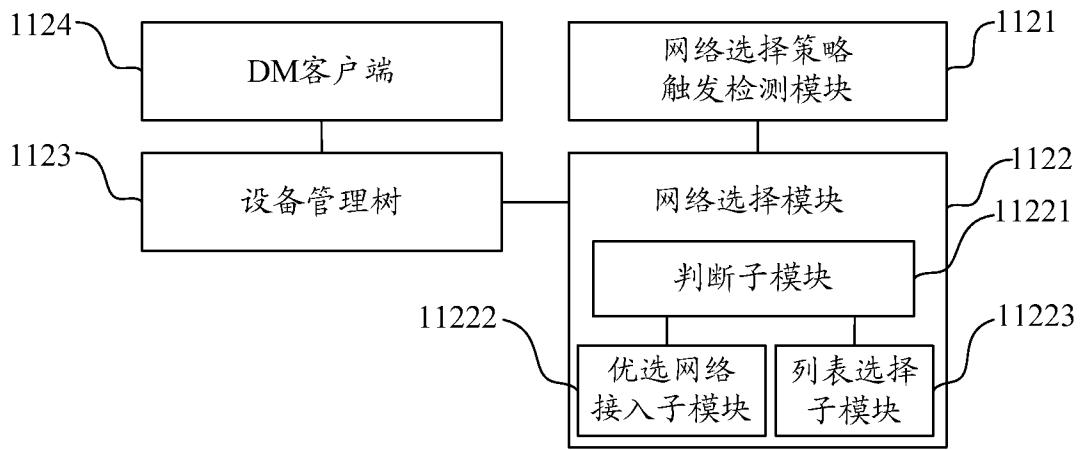 1124
DM客户端
网络选择策略
触发检测模块
1121
1123
设备管理树
网络选择模块
1122
11221
判断子模块
11222
11223
优选网络
接入子模块
列表选择
子模块